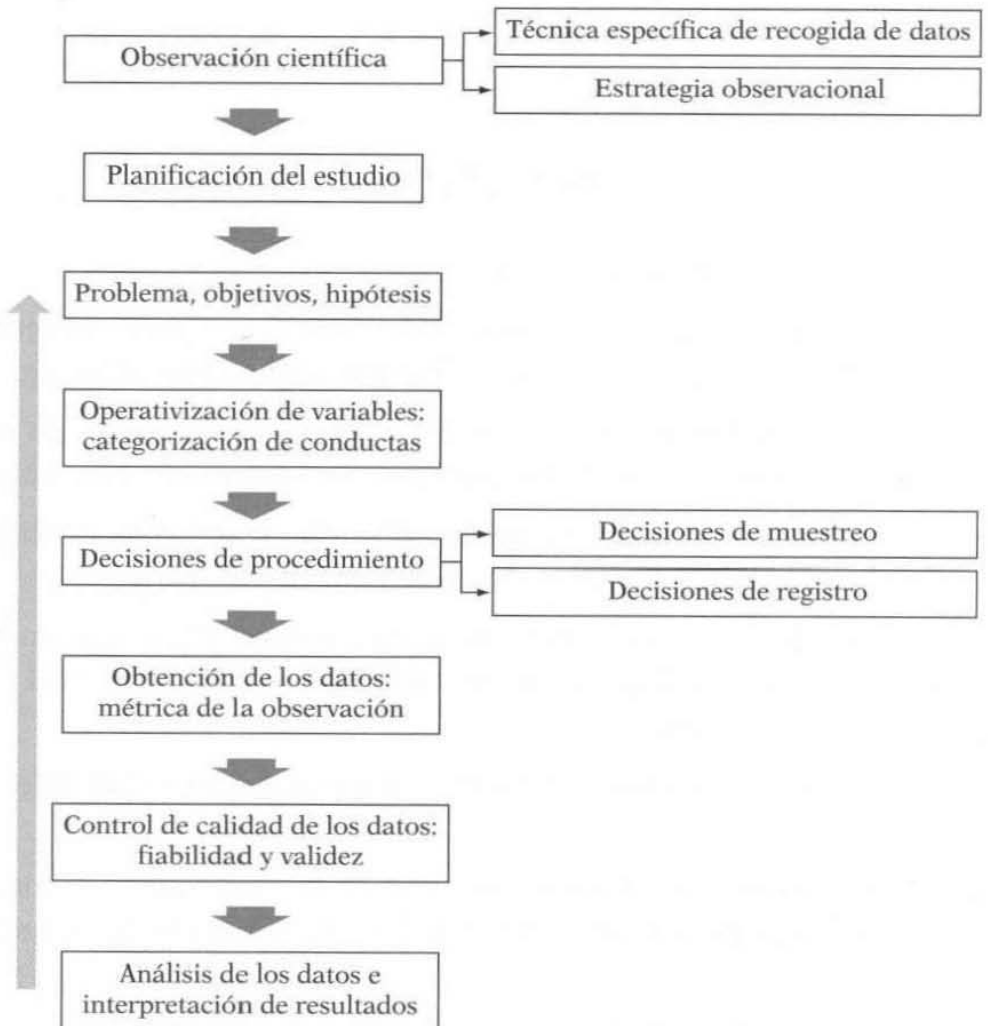 Observación científica
Técnica específica de recogida de datos
Estrategia observacional
Planificación del estudio
Problema, objetivos, hipótesis
Operativización de variables:
categorización de conductas
Decisiones de procedimiento
Decisiones de muestreo
Decisiones de registro
Obtención de los datos:
métrica de la observación
Control de calidad de los datos:
fiabilidad y validez
Análisis de los datos e
interpretación de resultados